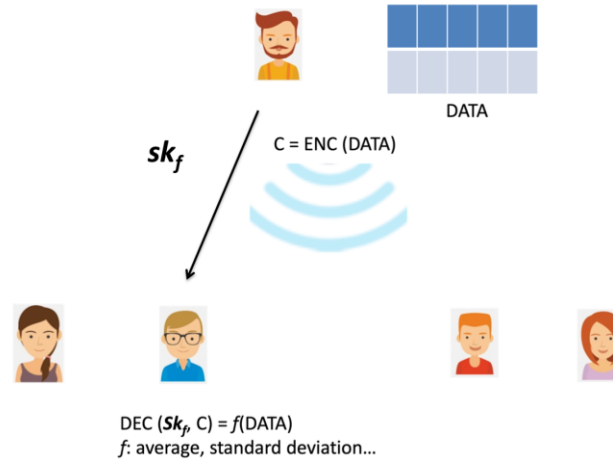 DATA
C = ENC (DATA)
sk_f
DEC (Sk_f, C) = f(DATA)
f: average, standard deviation...